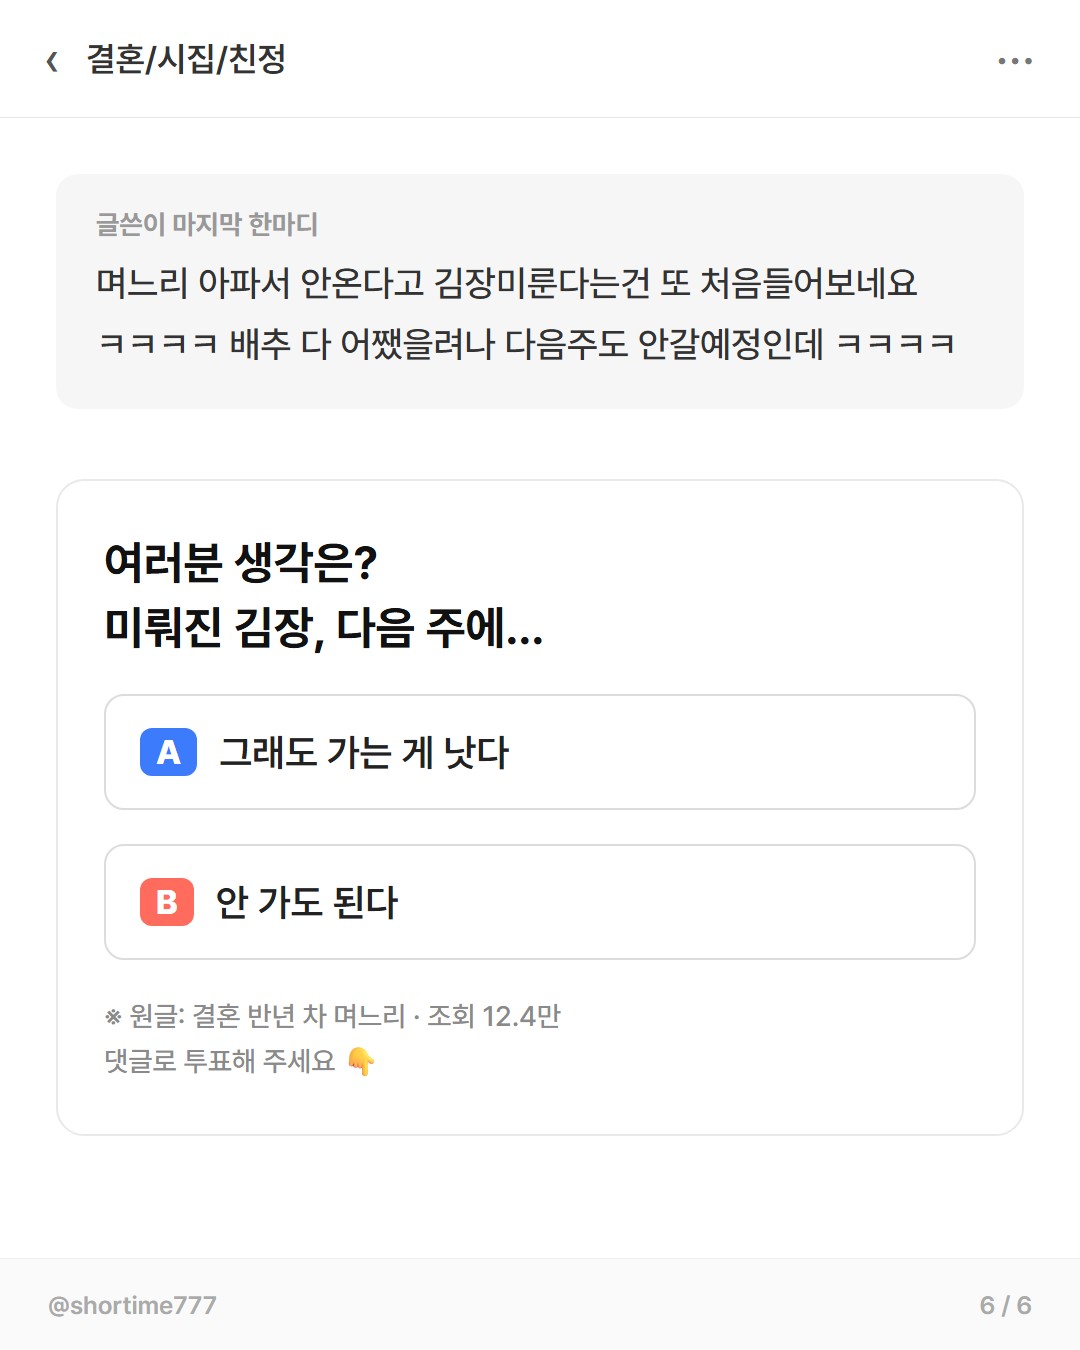 결혼/시집/친정
글쓴이 마지막 한마디
며느리 아파서 안온다고 김장미룬다는건 또 처음들어보네요
ㅋㅋㅋㅋ 배추 다 어쨌을려나 다음주도 안갈예정인데 ㅋㅋㅋㅋ
여러분 생각은?
미뤄진 김장, 다음 주에...
A 그래도 가는 게 낫다
B 안 가도 된다
※ 원글: 결혼 반년 차 며느리 · 조회 12.4만
댓글로 투표해 주세요 👇
@shortime777
6 / 6